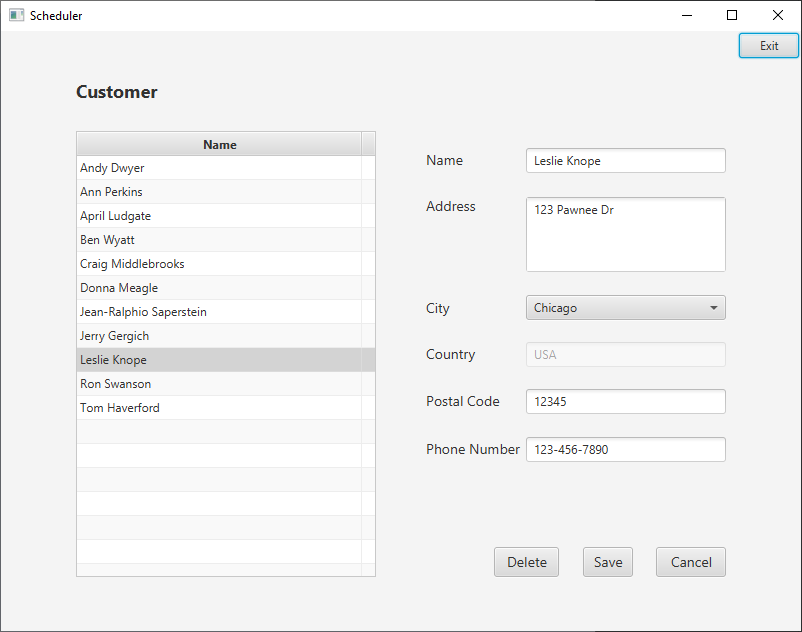 Scheduler
Exit
Customer
Name
Andy Dwyer
Ann Perkins
April Ludgate
Ben Wyatt
Craig Middlebrooks
Donna Meagle
Jean-Ralphio Saperstein
Jerry Gergich
Leslie Knope
Ron Swanson
Tom Haverford
Name Leslie Knope
Address 123 Pawnee Dr
City Chicago
Country USA
Postal Code 12345
Phone Number 123-456-7890
Delete Save Cancel